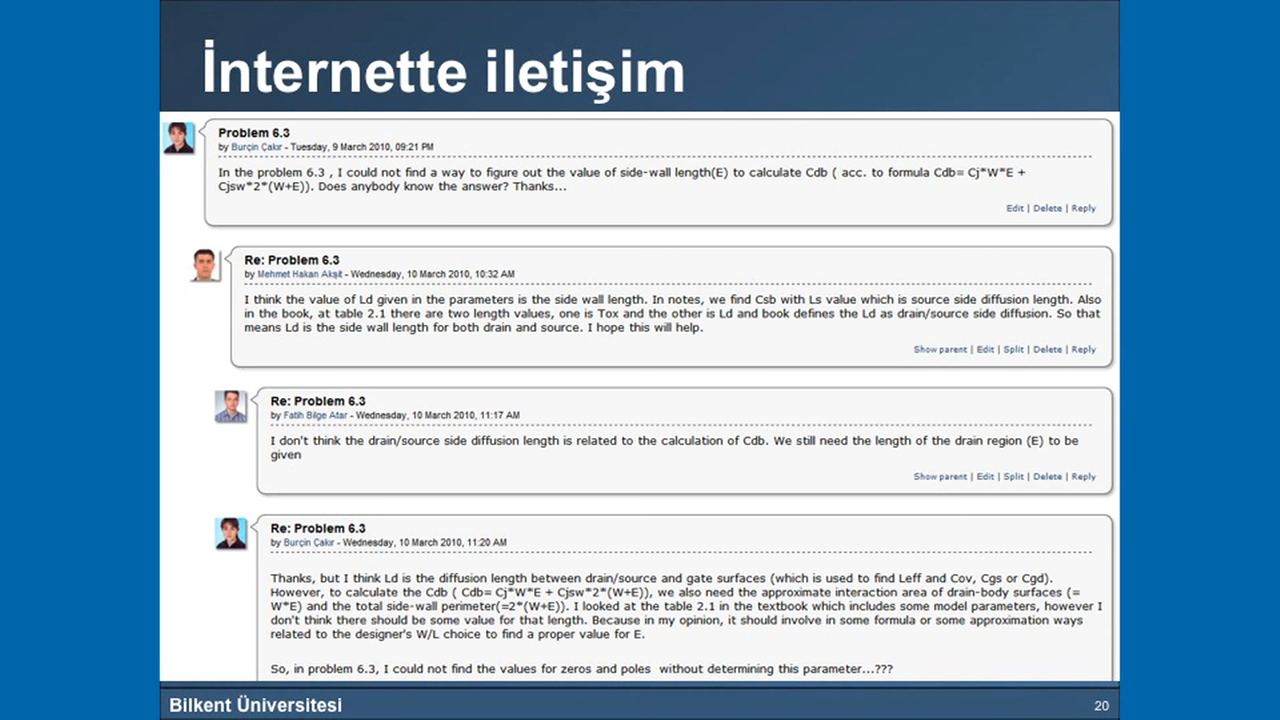 İnternette iletişim
Problem 6.3
by Burçin Çakır - Tuesday, 9 March 2010, 09:21 PM
In the problem 6.3 , I could not find a way to figure out the value of side-wall length(E) to calculate Cdb ( acc. to formula Cdb= Cj*W*E +
Cjsw*2*(W+E)). Does anybody know the answer? Thanks...
Edit | Delete | Reply
Re: Problem 6.3
by Mehmet Hakan Akşit - Wednesday, 10 March 2010, 10:32 AM
I think the value of Ld given in the parameters is the side wall length. In notes, we find Csb with Ls value which is source side diffusion length. Also
in the book, at table 2.1 there are two length values, one is Tox and the other is Ld and book defines the Ld as drain/source side diffusion. So that
means Ld is the side wall length for both drain and source. I hope this will help.
Show parent | Edit | Split | Delete | Reply
Re: Problem 6.3
by Fatih Bilge Atar - Wednesday, 10 March 2010, 11:17 AM
I don't think the drain/source side diffusion length is related to the calculation of Cdb. We still need the length of the drain region (E) to be
given
Show parent | Edit | Split | Delete | Reply
Re: Problem 6.3
by Burçin Çakır - Wednesday, 10 March 2010, 11:20 AM
Thanks, but I think Ld is the diffusion length between drain/source and gate surfaces (which is used to find Leff and Cov, Cgs or Cgd).
However, to calculate the Cdb ( Cdb= Cj*W*E + Cjsw*2*(W+E)), we also need the approximate interaction area of drain-body surfaces (=
W*E) and the total side-wall perimeter(=2*(W+E)). I looked at the table 2.1 in the textbook which includes some model parameters, however I
don't think there should be some value for that length. Because in my opinion, it should involve in some formula or some approximation ways
related to the designer's W/L choice to find a proper value for E.
So, in problem 6.3, I could not find the values for zeros and poles  without determining this parameter...???
Bilkent Üniversitesi
20